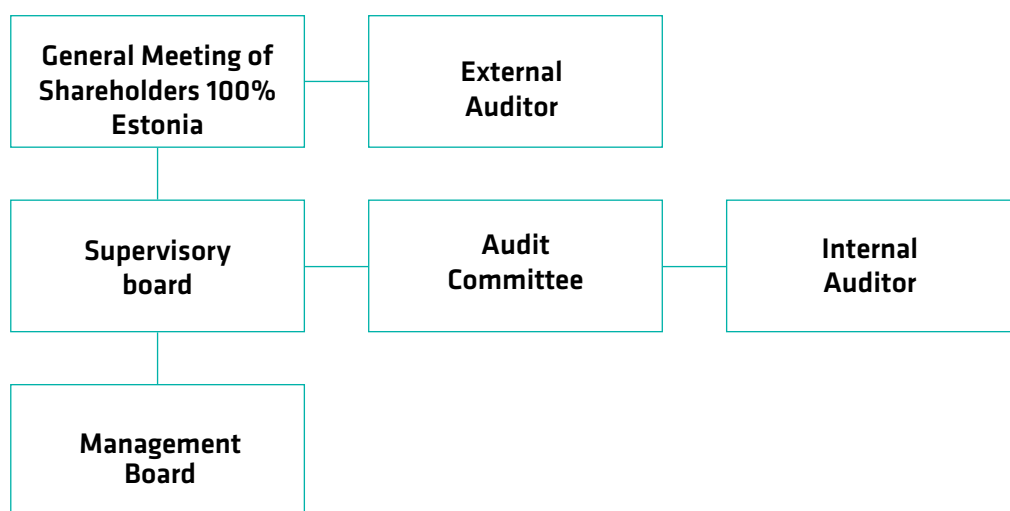 General Meeting of
Shareholders 100%
Estonia
External
Auditor
Supervisory
board
Audit
Committee
Internal
Auditor
Management
Board